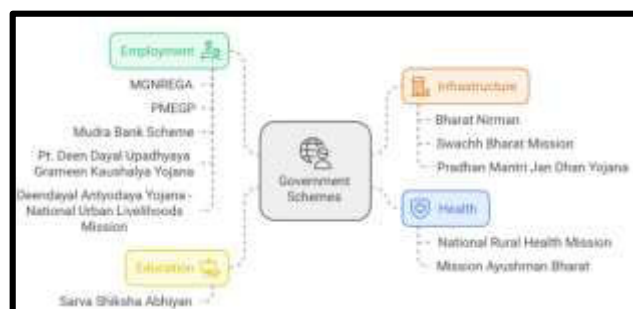 Employment
MGNREGA
PMEGP
Mudra Bank Scheme
Pt. Deen Dayal Upadhyaya
Grameen Kaushalya Yojana
Deendayal Antyodaya Yojana -
National Urban Livelihoods
Mission
Education
Sarva Shiksha Abhiyan
Government
Schemes
Infrastructure
Bharat Nirman
Swachh Bharat Mission
Pradhan Mantri Jan Dhan Yojana
Health
National Rural Health Mission
Mission Ayushman Bharat